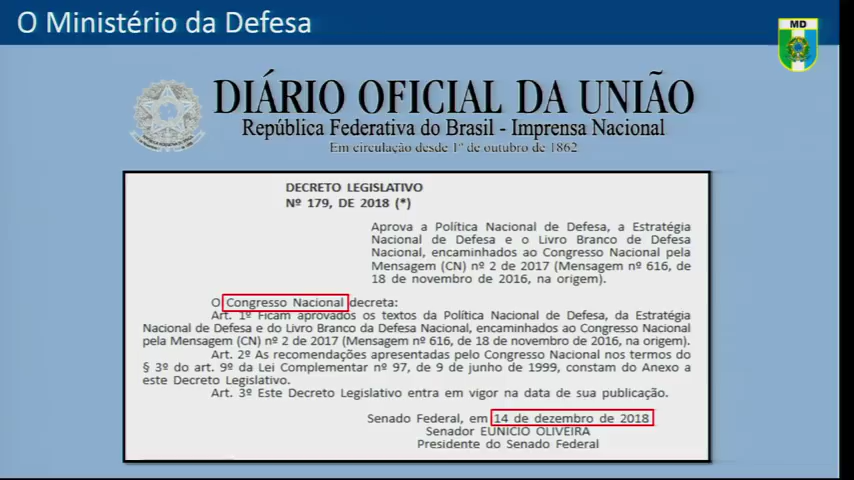 O Ministério da Defesa
MD
DIÁRIO OFICIAL DA UNIÃO
República Federativa do Brasil - Imprensa Nacional
Em circulação desde 1º de outubro de 1862
DECRETO LEGISLATIVO
Nº 179, DE 2018 (*)
Aprova a Política Nacional de Defesa, a Estratégia
Nacional de Defesa e o Livro Branco de Defesa
Nacional, encaminhados ao Congresso Nacional pela
Mensagem (CN) nº 2 de 2017 (Mensagem nº 616, de
18 de novembro de 2016, na origem).
O Congresso Nacional decreta:
Art. 1º Ficam aprovados os textos da Política Nacional de Defesa, da Estratégia
Nacional de Defesa e do Livro Branco da Defesa Nacional, encaminhados ao Congresso Nacional
pela Mensagem (CN) nº 2 de 2017 (Mensagem nº 616, de 18 de novembro de 2016, na origem).
Art. 2º As recomendações apresentadas pelo Congresso Nacional nos termos do
§ 3º do art. 9º da Lei Complementar nº 97, de 9 de junho de 1999, constam do Anexo a
este Decreto Legislativo.
Art. 3º Este Decreto Legislativo entra em vigor na data de sua publicação.
Senado Federal, em 14 de dezembro de 2018
Senador EUNÍCIO OLIVEIRA
Presidente do Senado Federal